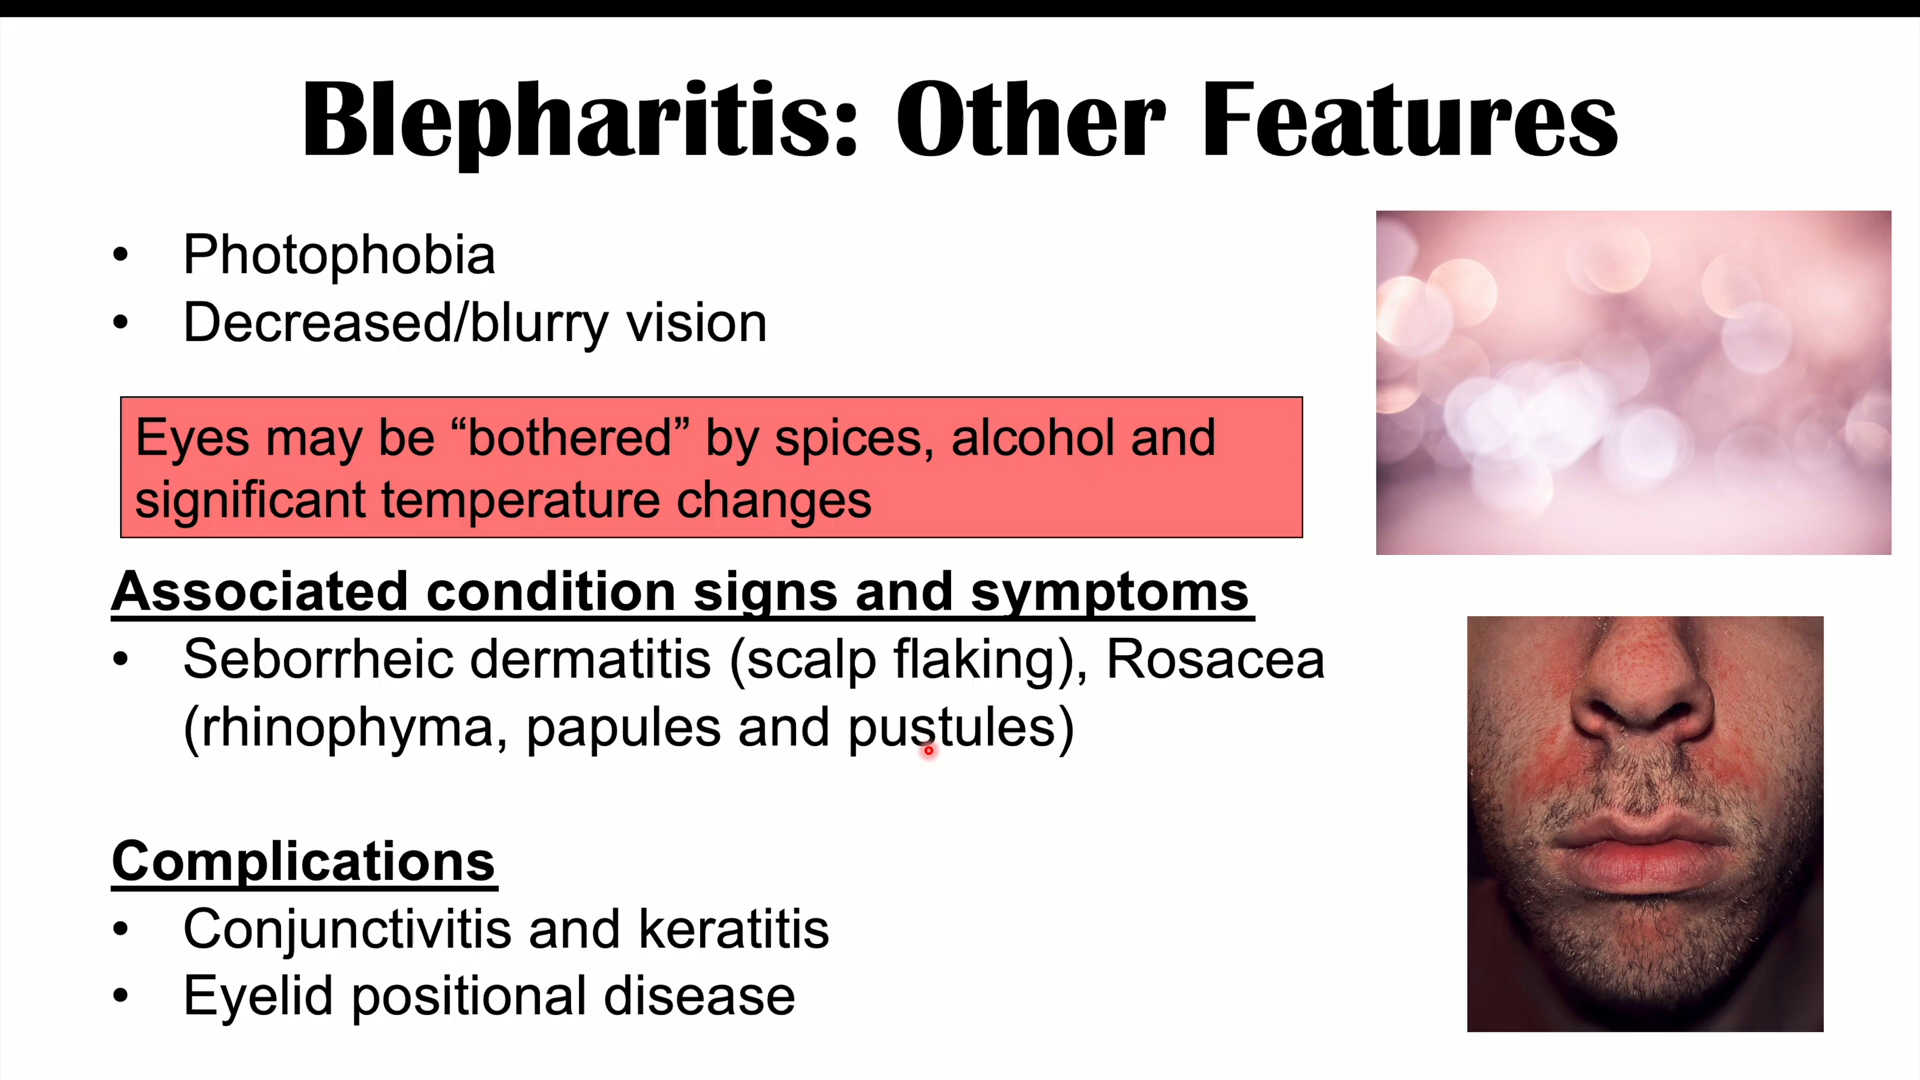 Blepharitis: Other Features
• Photophobia
• Decreased/blurry vision
Eyes may be “bothered” by spices, alcohol and
significant temperature changes
Associated condition signs and symptoms
• Seborrheic dermatitis (scalp flaking), Rosacea
(rhinophyma, papules and pustules)
Complications
• Conjunctivitis and keratitis
• Eyelid positional disease